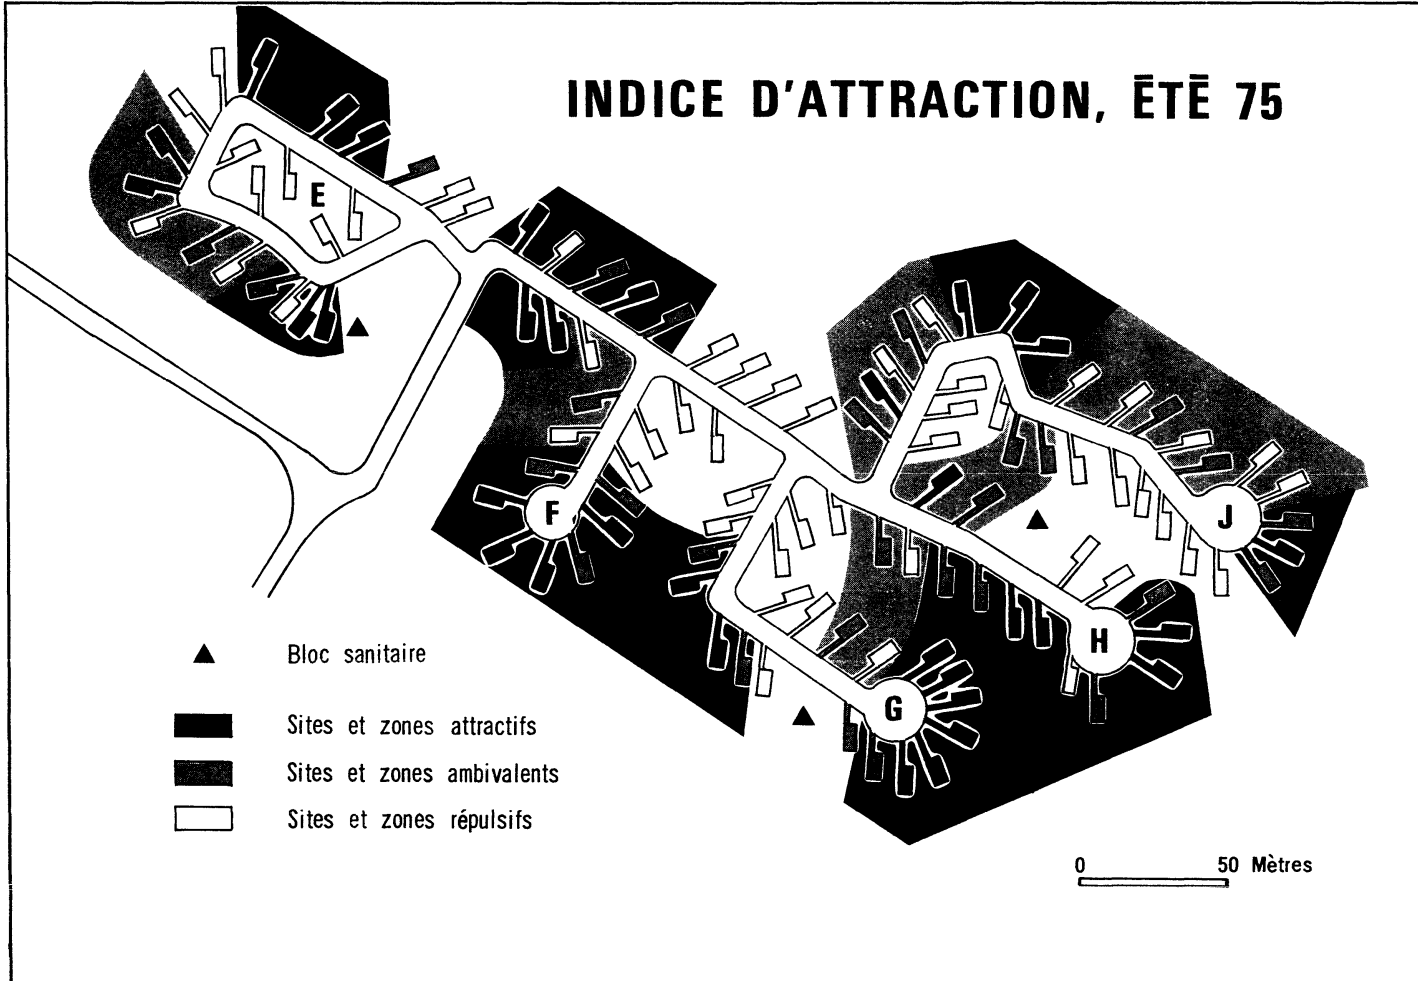 INDICE D'ATTRACTION, ĒTĒ 75
E
F
J
H
G
Bloc sanitaire
Sites et zones attractifs
Sites et zones ambivalents
Sites et zones répulsifs
0 50 Mètres